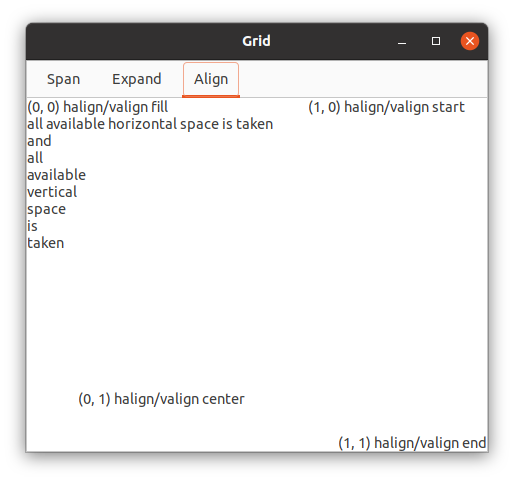 Grid
Span Expand Align
(0, 0) halign/valign fill
all available horizontal space is taken
and
all
available
vertical
space
is
taken
(1, 0) halign/valign start
(0, 1) halign/valign center
(1, 1) halign/valign end